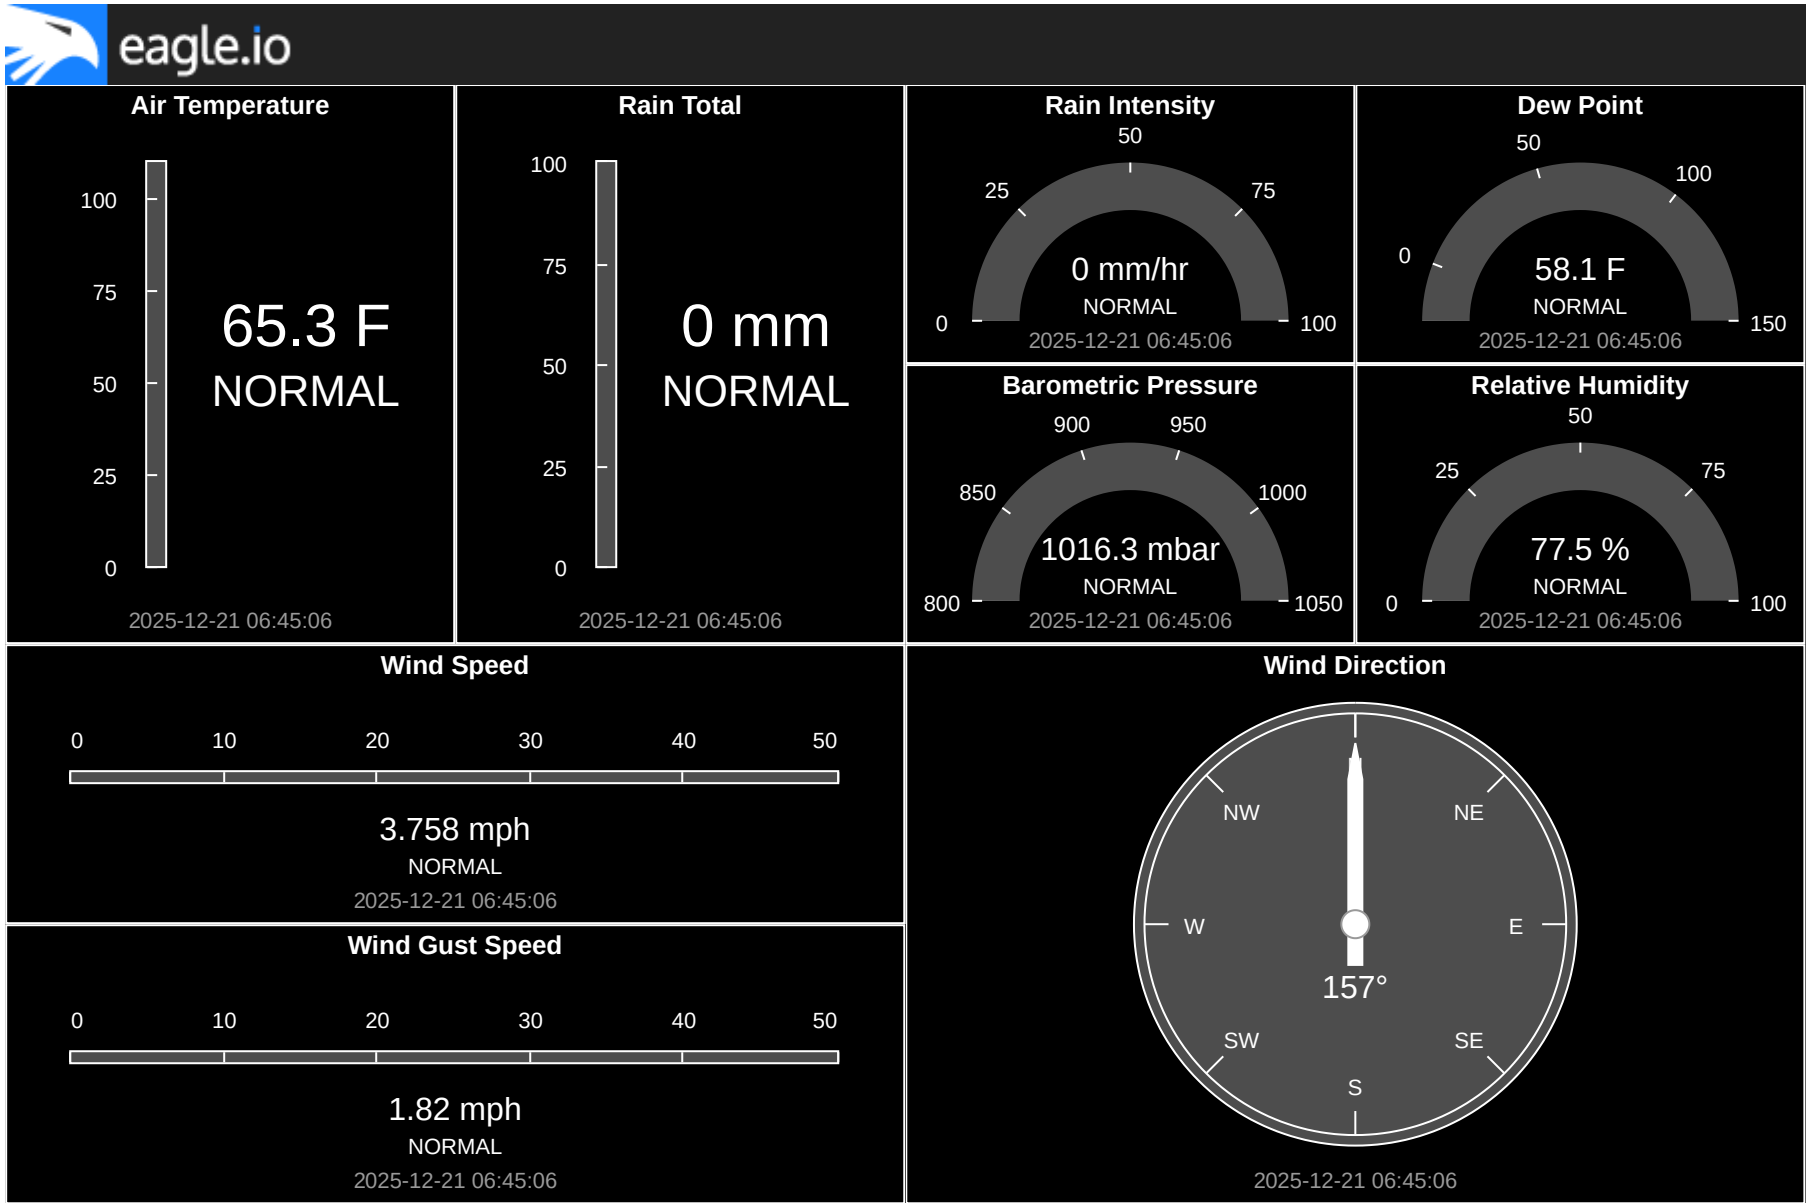 eagle.io
Air Temperature
100
75
50
25
0
65.3 F
NORMAL
2025-12-21 06:45:06
Rain Total
100
75
50
25
0
0 mm
NORMAL
2025-12-21 06:45:06
Rain Intensity
0
25
50
75
100
0 mm/hr
NORMAL
2025-12-21 06:45:06
Dew Point
0
50
100
150
58.1 F
NORMAL
2025-12-21 06:45:06
Barometric Pressure
800
850
900
950
1000
1050
1016.3 mbar
NORMAL
2025-12-21 06:45:06
Relative Humidity
0
25
50
75
100
77.5 %
NORMAL
2025-12-21 06:45:06
Wind Speed
0 10 20 30 40 50
3.758 mph
NORMAL
2025-12-21 06:45:06
Wind Gust Speed
0 10 20 30 40 50
1.82 mph
NORMAL
2025-12-21 06:45:06
Wind Direction
NW NE
W E
157°
SW SE
S
2025-12-21 06:45:06